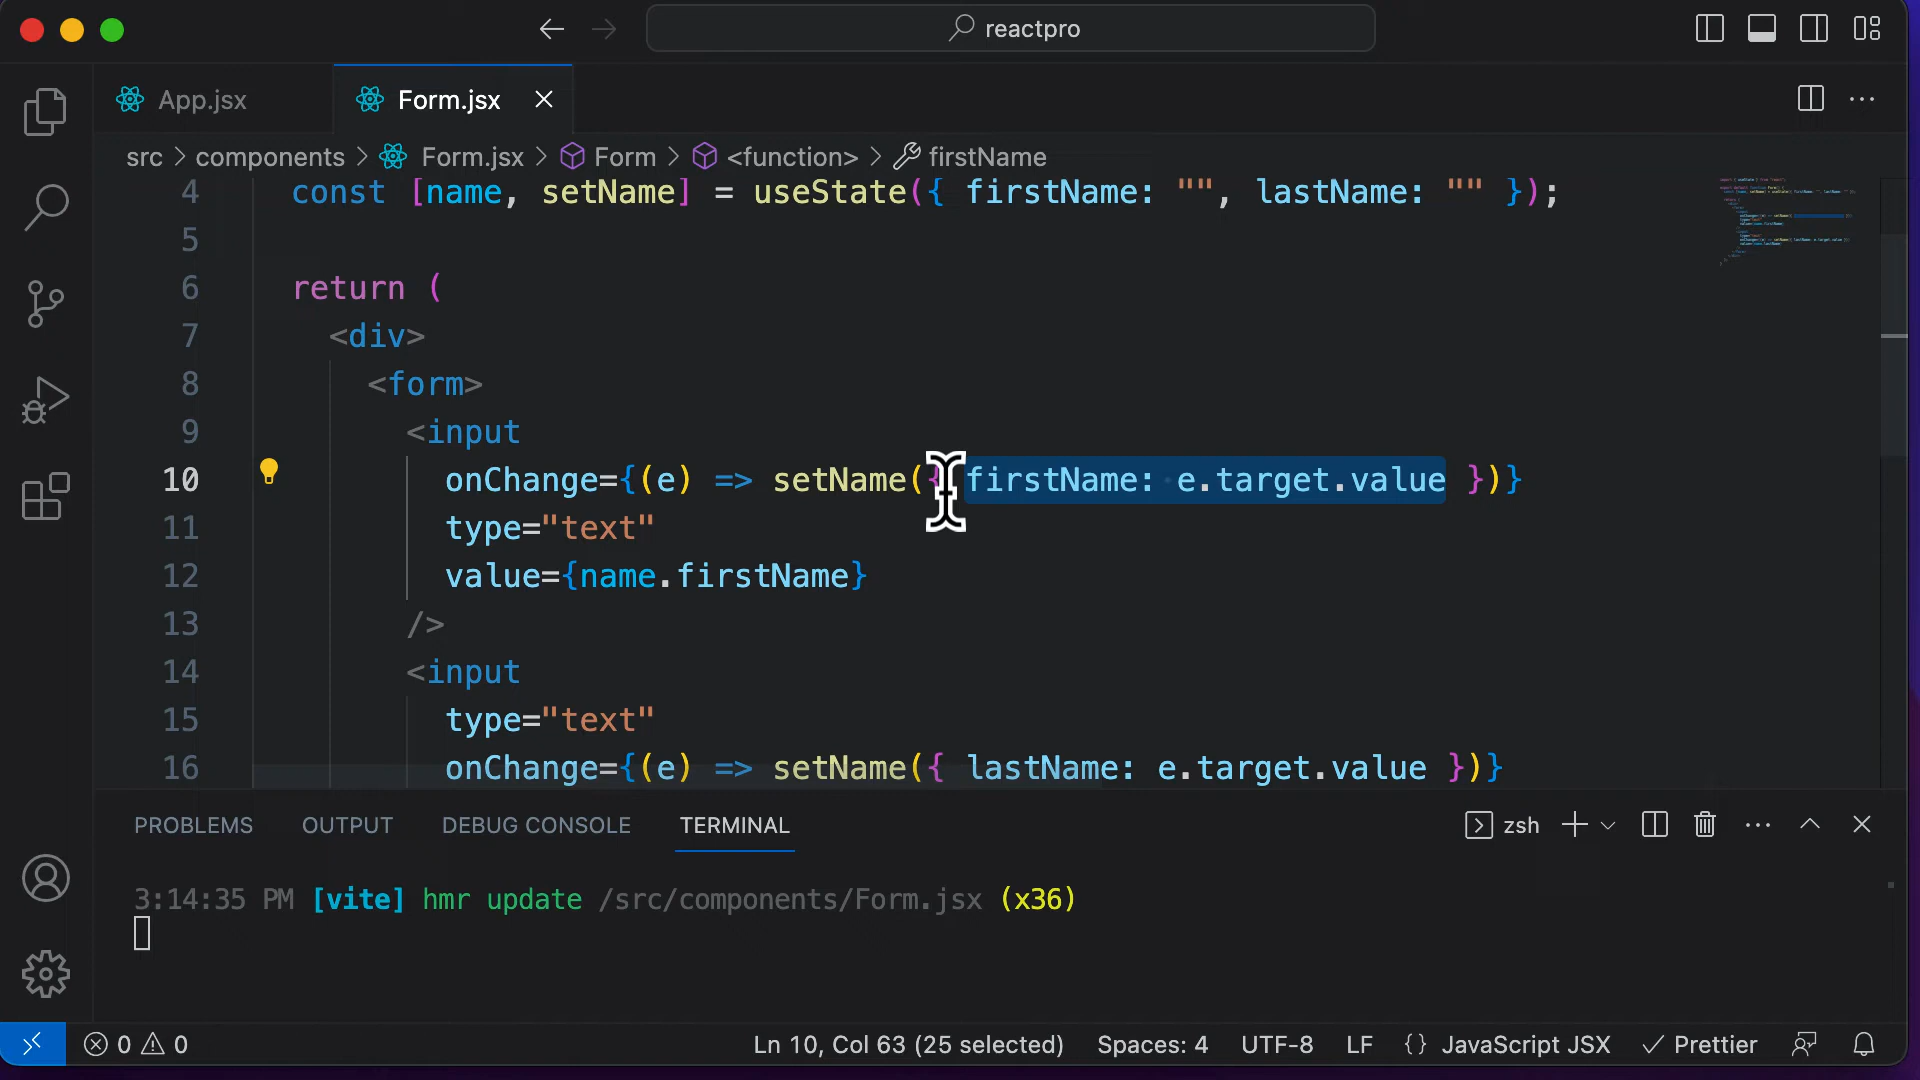 reactpro
App.jsx
Form.jsx
src > components > Form.jsx > Form > <function> > firstName
4 const [name, setName] = useState({ firstName: "", lastName: "" });
5
6 return (
7 <div>
8 <form>
9 <input
10 onChange={(e) => setName({ firstName: e.target.value })}
11 type="text"
12 value={name.firstName}
13 />
14 <input
15 type="text"
16 onChange={(e) => setName({ lastName: e.target.value })}
PROBLEMS OUTPUT DEBUG CONSOLE TERMINAL zsh
3:14:35 PM [vite] hmr update /src/components/Form.jsx (x36)
0 0 Ln 10, Col 63 (25 selected) Spaces: 4 UTF-8 LF {} JavaScript JSX Prettier